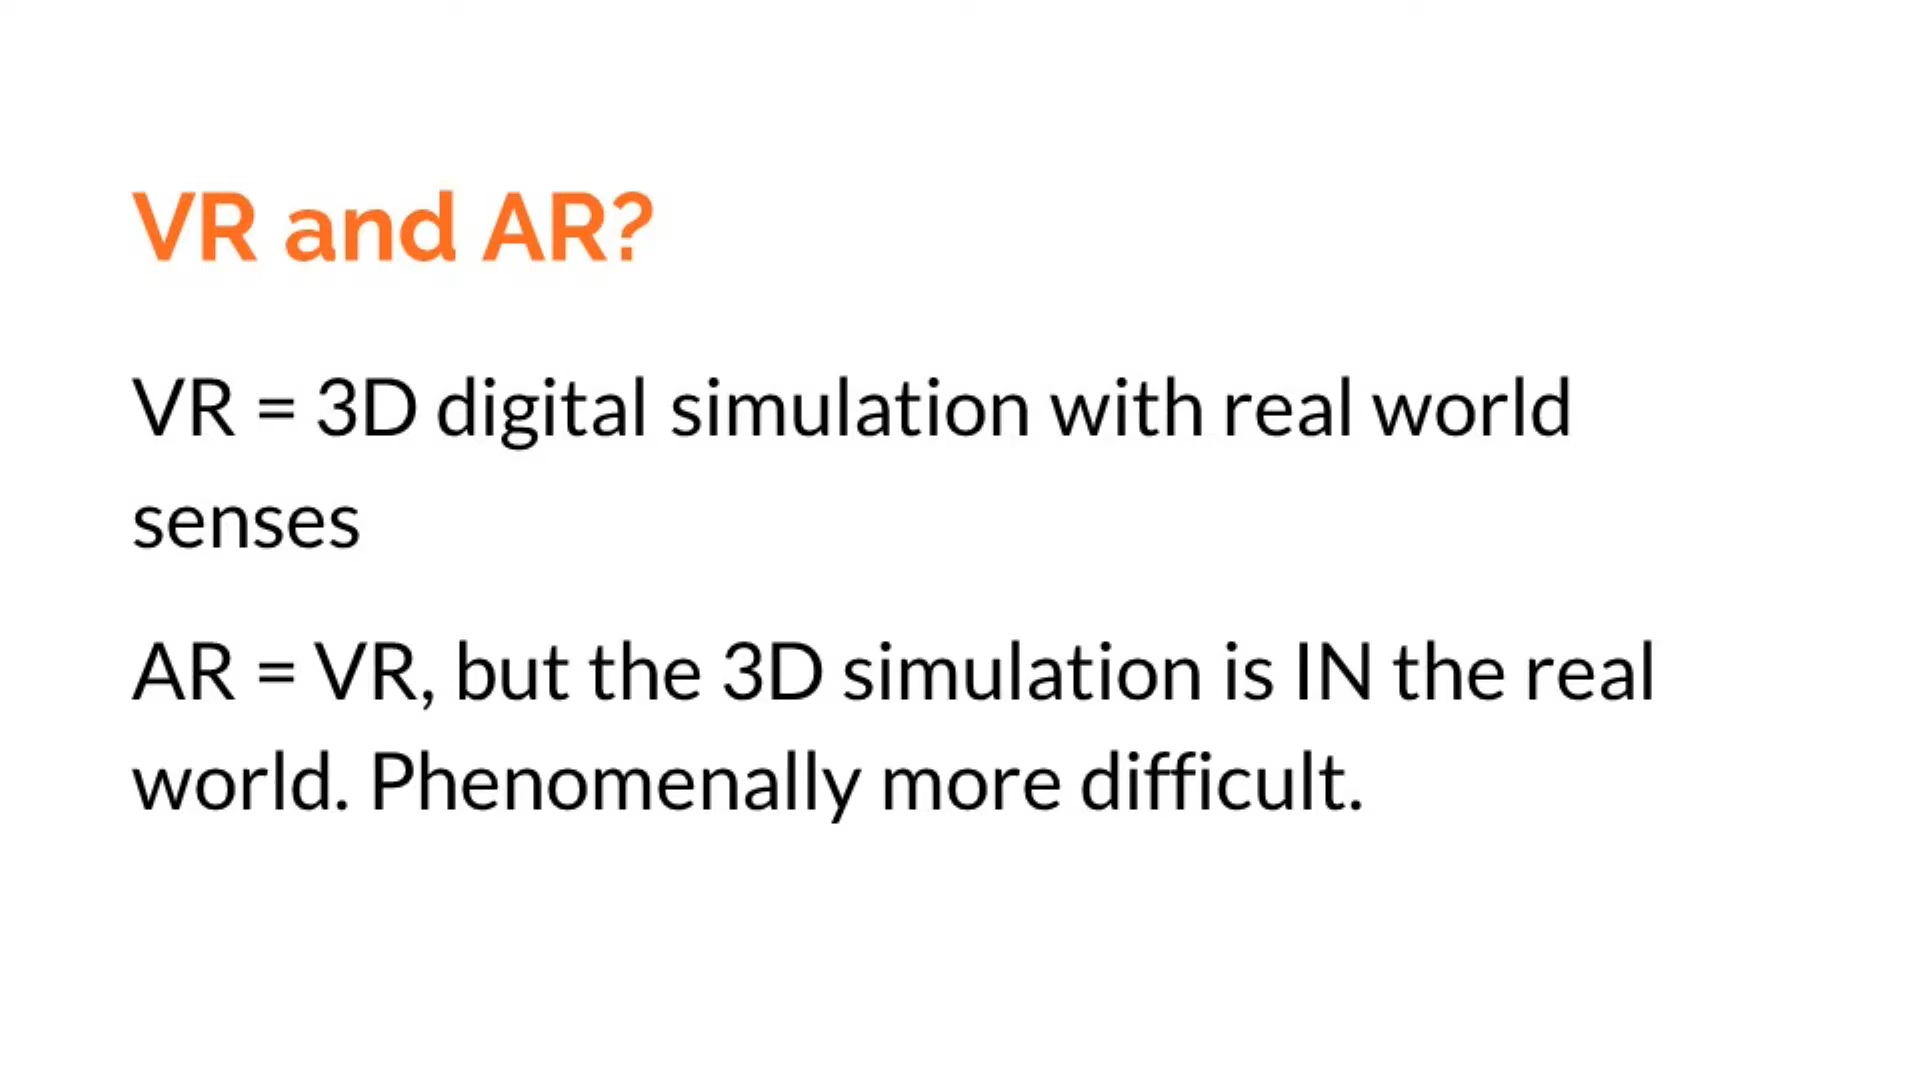 VR and AR?
VR = 3D digital simulation with real world
senses
AR = VR, but the 3D simulation is IN the real
world. Phenomenally more difficult.